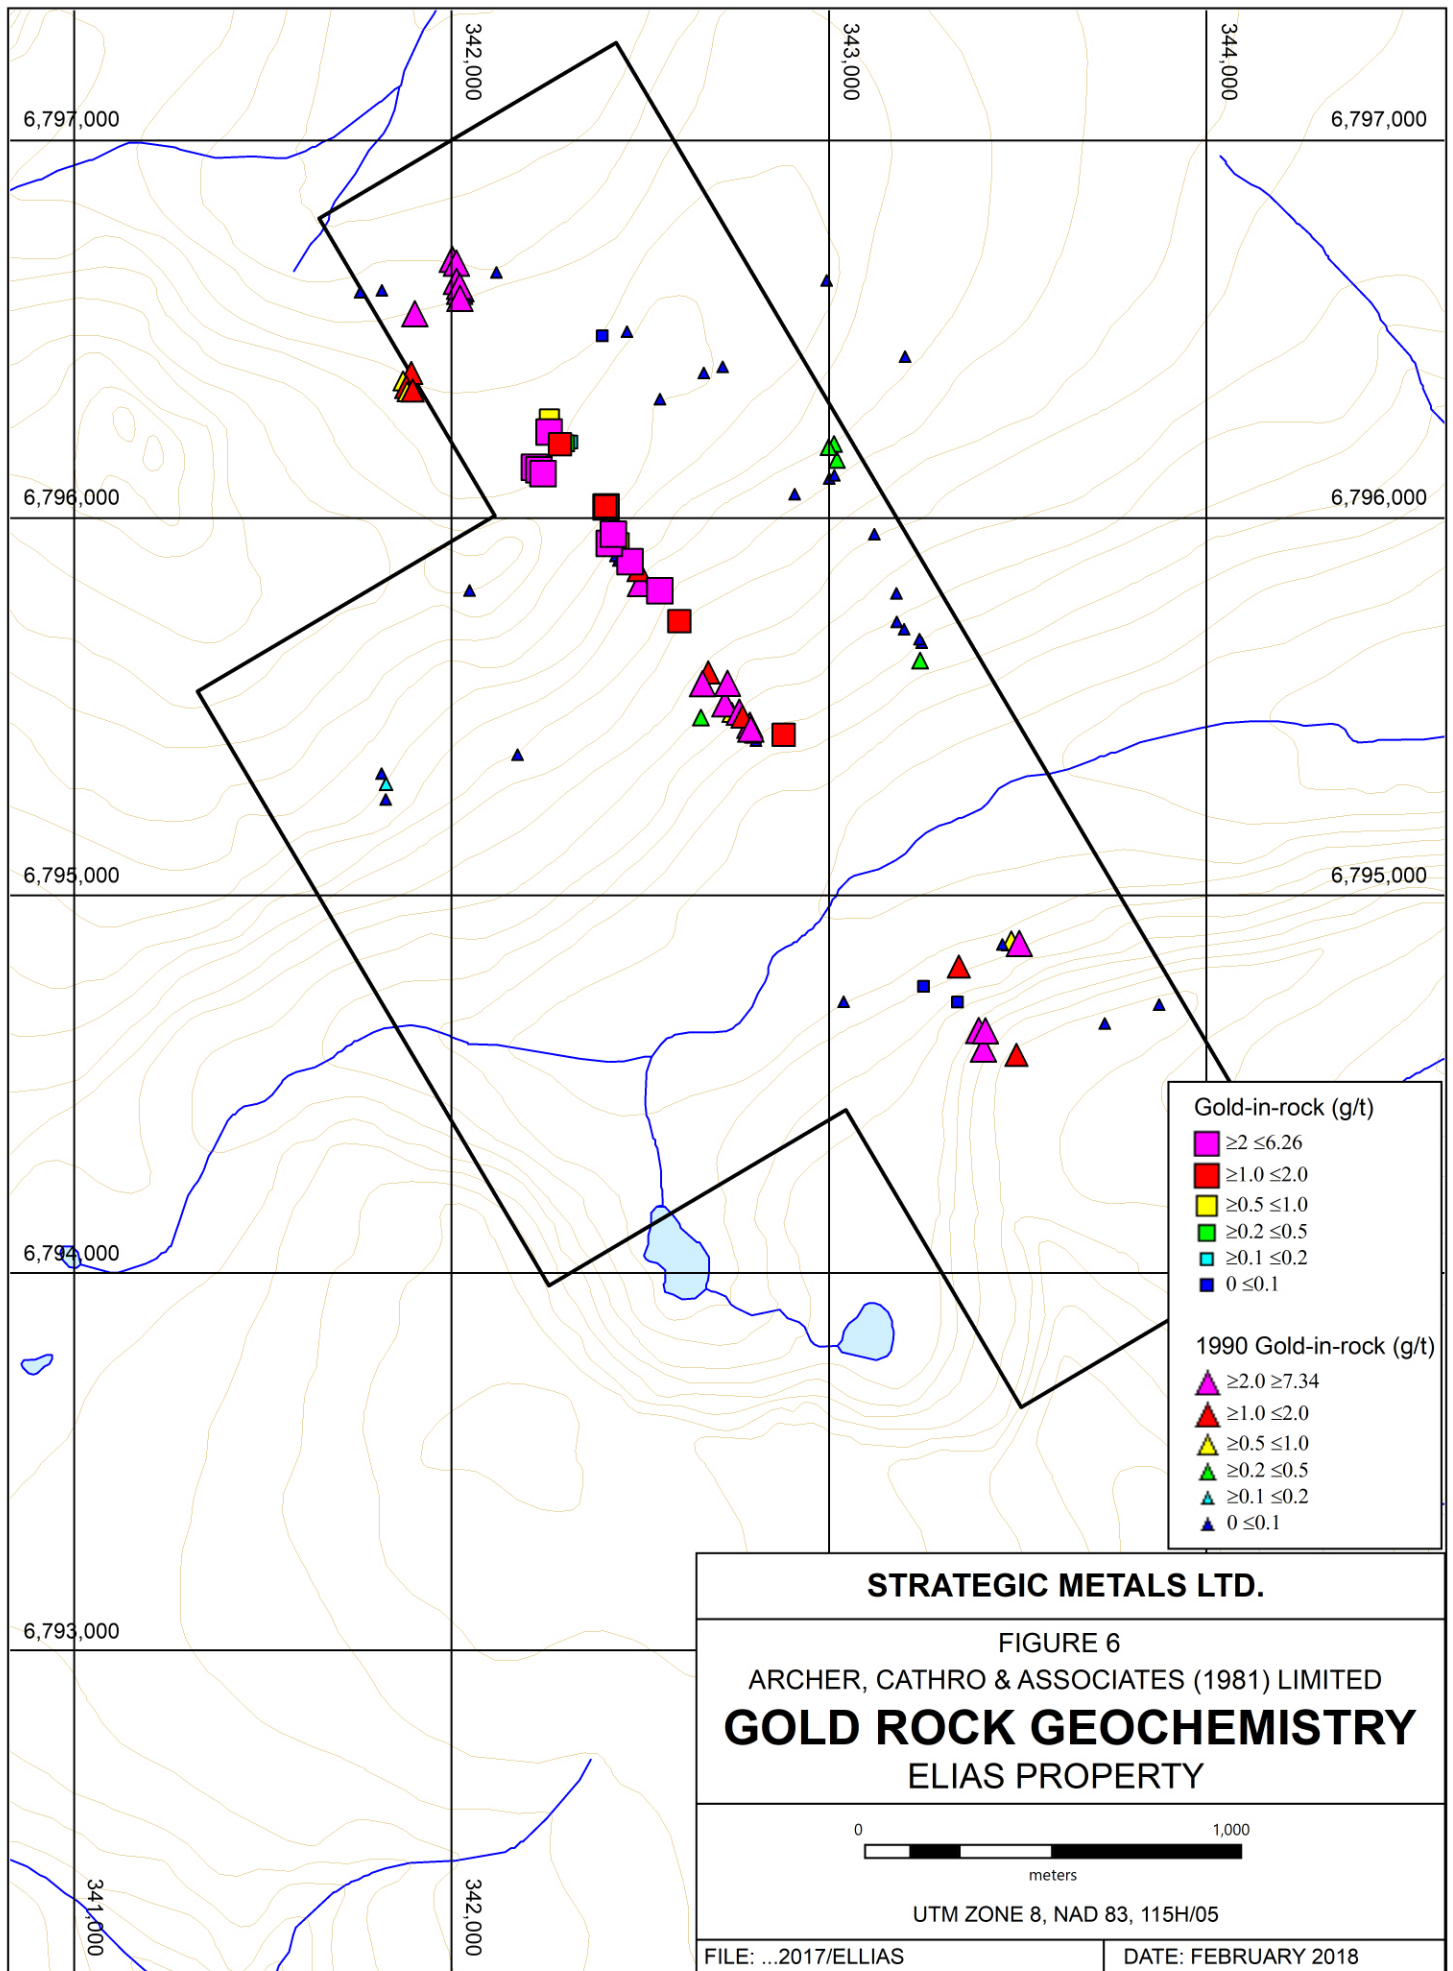 342,000
343,000
344,000
6,797,000
6,797,000
6,796,000
6,796,000
6,795,000
6,795,000
6,794,000
6,793,000
341,000
342,000
Gold-in-rock (g/t)
≥2 ≤6.26
≥1.0 ≤2.0
≥0.5 ≤1.0
≥0.2 ≤0.5
≥0.1 ≤0.2
0 ≤0.1
1990 Gold-in-rock (g/t)
≥2.0 ≥7.34
≥1.0 ≤2.0
≥0.5 ≤1.0
≥0.2 ≤0.5
≥0.1 ≤0.2
0 ≤0.1
STRATEGIC METALS LTD.
FIGURE 6
ARCHER, CATHRO & ASSOCIATES (1981) LIMITED
GOLD ROCK GEOCHEMISTRY
ELIAS PROPERTY
0 1,000
meters
UTM ZONE 8, NAD 83, 115H/05
FILE: ...2017/ELLIAS DATE: FEBRUARY 2018